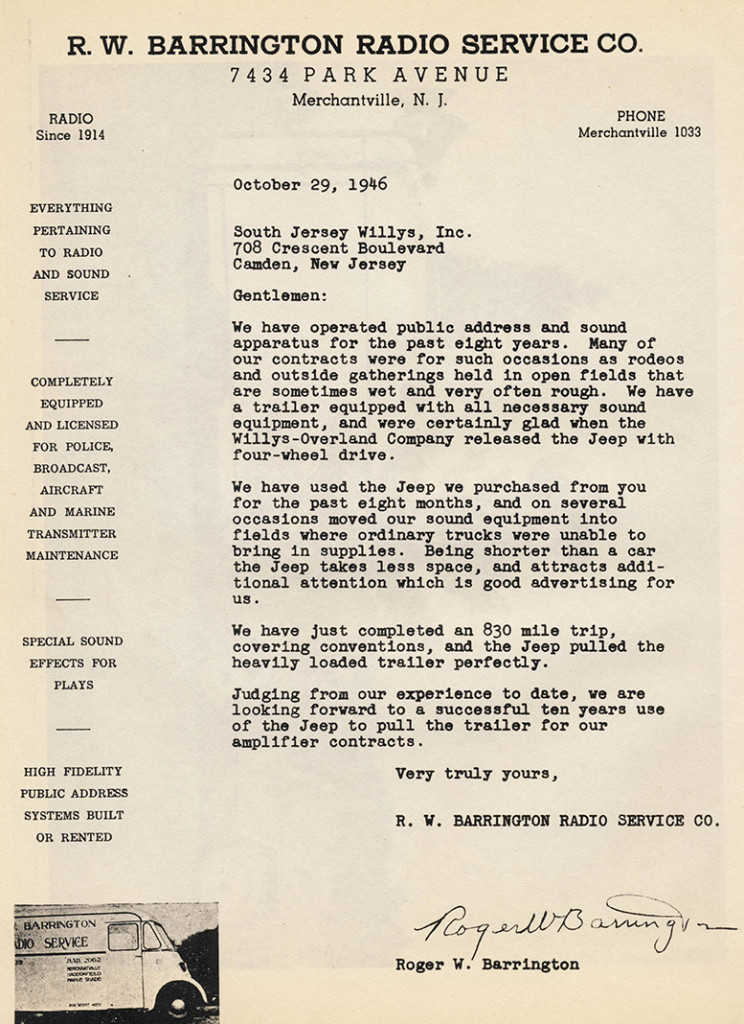 R. W. BARRINGTON RADIO SERVICE CO.
7434 PARK AVENUE
Merchantville, N. J.
RADIO
Since 1914
PHONE
Merchantville 1033
EVERYTHING
PERTAINING
TO RADIO
AND SOUND
SERVICE
COMPLETELY
EQUIPPED
AND LICENSED
FOR POLICE,
BROADCAST,
AIRCRAFT
AND MARINE
TRANSMITTER
MAINTENANCE
SPECIAL SOUND
EFFECTS FOR
PLAYS
HIGH FIDELITY
PUBLIC ADDRESS
SYSTEMS BUILT
OR RENTED
October 29, 1946
South Jersey Willys, Inc.
708 Crescent Boulevard
Camden, New Jersey
Gentlemen:
We have operated public address and sound
apparatus for the past eight years. Many of
our contracts were for such occasions as rodeos
and outside gatherings held in open fields that
are sometimes wet and very often rough. We have
a trailer equipped with all necessary sound
equipment, and were certainly glad when the
Willys-Overland Company released the Jeep with
four-wheel drive.
We have used the Jeep we purchased from you
for the past eight months, and on several
occasions moved our sound equipment into
fields where ordinary trucks were unable to
bring in supplies. Being shorter than a car
the Jeep takes less space, and attracts addi-
tional attention which is good advertising for
us.
We have just completed an 830 mile trip,
covering conventions, and the Jeep pulled the
heavily loaded trailer perfectly.
Judging from our experience to date, we are
looking forward to a successful ten years use
of the Jeep to pull the trailer for our
amplifier contracts.
Very truly yours,
R. W. BARRINGTON RADIO SERVICE CO.
Roger W Barrington
Roger W. Barrington
BARRINGTON
RADIO SERVICE
MERCHANTVILLE
HADDONFIELD
MAPLE SHADE